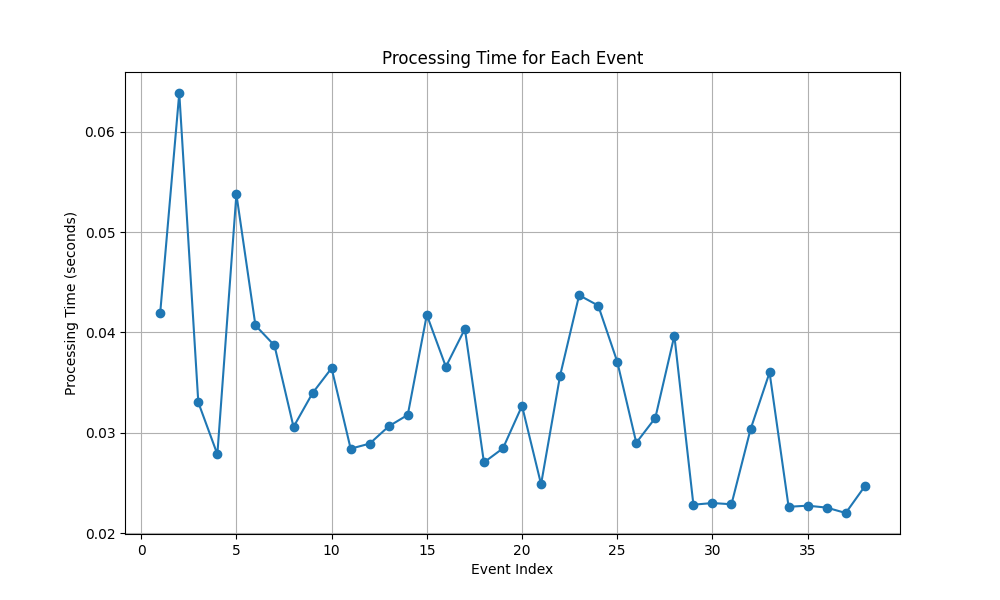 Processing Time for Each Event
Processing Time (seconds)
0.06
0.05
0.04
0.03
0.02
0 5 10 15 20 25 30 35
Event Index